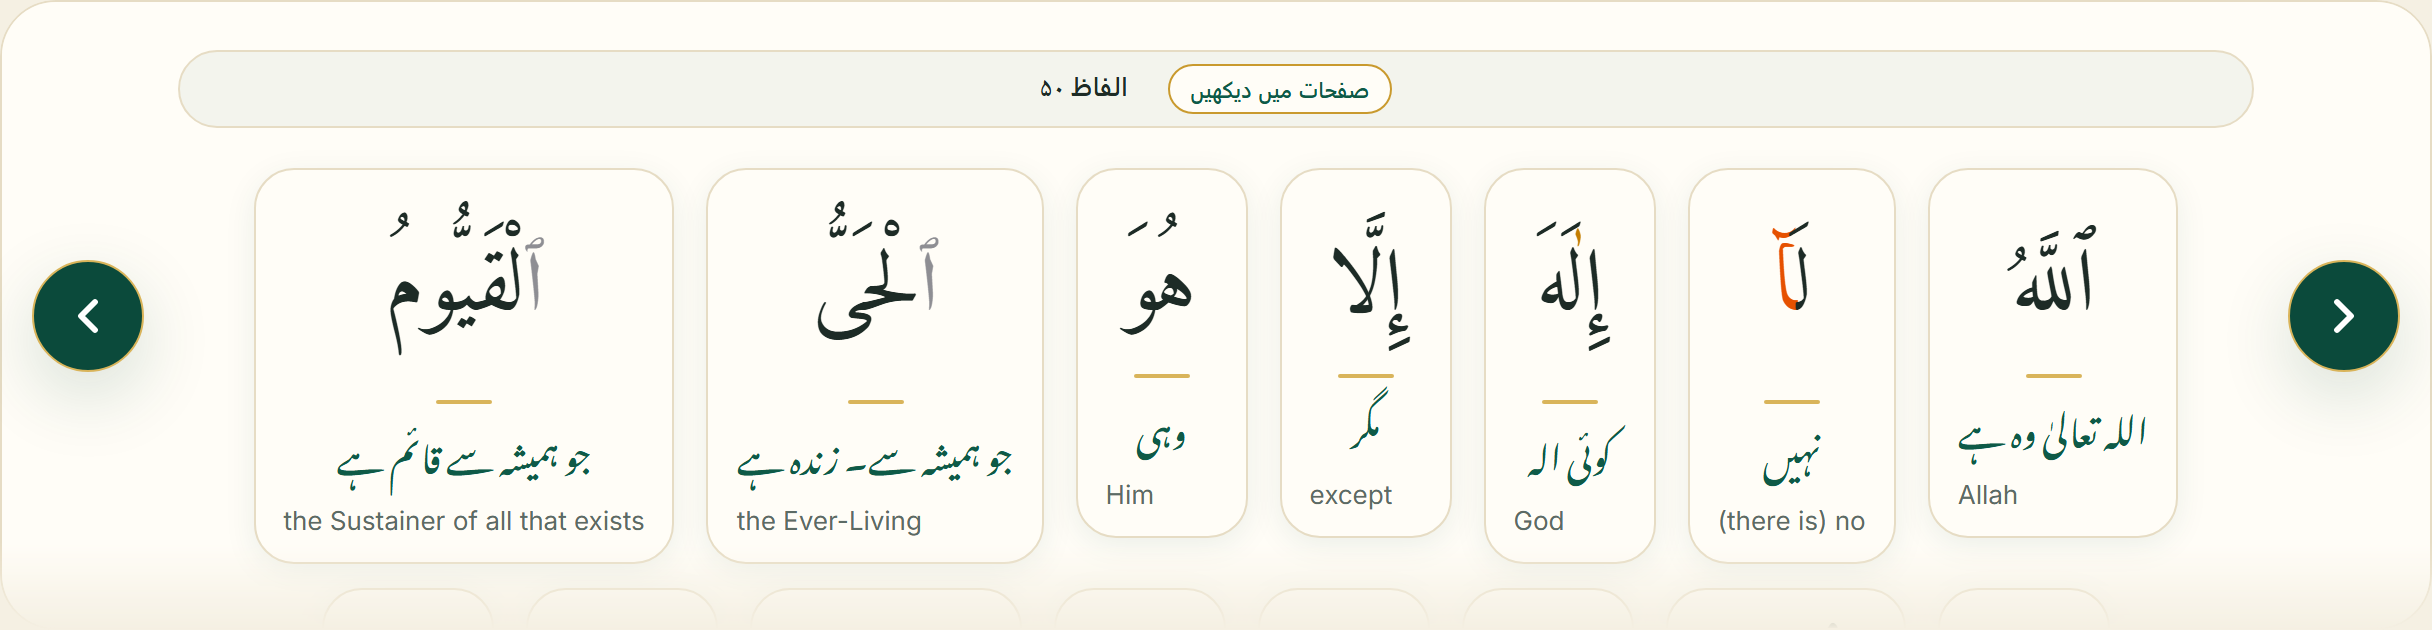 صفحات میں دیکھیں
الفاظ ۵۰
ٱللَّهُ
اللہ تعالیٰ وہ ہے
Allah
لَآ
نہیں
(there is) no
إِلَٰهَ
کوئی الہ
God
إِلَّا
مگر
except
هُوَ
وہی
Him
ٱلْحَىُّ
جو ہمیشہ سے۔ زندہ ہے
the Ever-Living
ٱلْقَيُّومُ
جو ہمیشہ سے قائم ہے
the Sustainer of all that exists